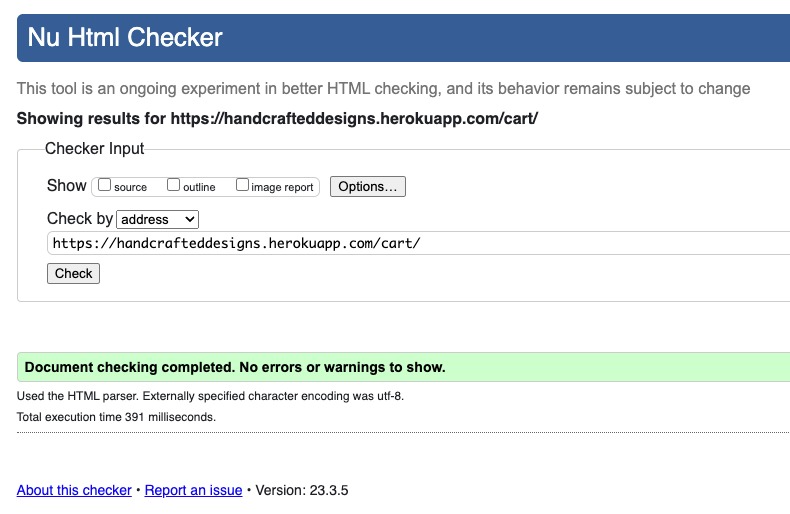 Nu Html Checker
This tool is an ongoing experiment in better HTML checking, and its behavior remains subject to change
Showing results for https://handcrafteddesigns.herokuapp.com/cart/
Checker Input
Show source outline image report Options...
Check by address
https://handcrafteddesigns.herokuapp.com/cart/
Check
Document checking completed. No errors or warnings to show.
Used the HTML parser. Externally specified character encoding was utf-8.
Total execution time 391 milliseconds.
About this checker • Report an issue • Version: 23.3.5